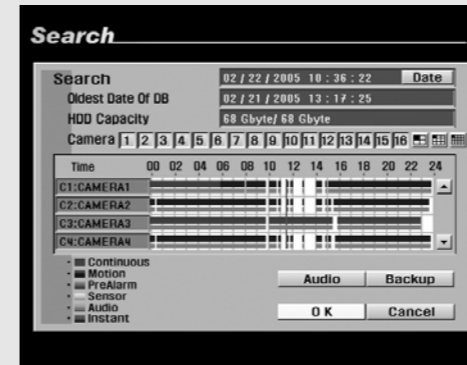 Search
Search 02 / 22 / 2005 10 : 36 : 22 Date
Oldest Date Of DB 02 / 21 / 2005 13 : 17 : 25
HDD Capacity 68 Gbyte/ 68 Gbyte
Camera 1 2 3 4 5 6 7 8 9 10 11 12 13 14 15 16
Time 00 02 04 06 08 10 12 14 16 18 20 22 24
C1:CAMERA1
C2:CAMERA2
C3:CAMERA3
C4:CAMERA4
- Continuous
- Motion
- PreAlarm
- Sensor
- Audio
- Instant
Audio Backup
OK Cancel